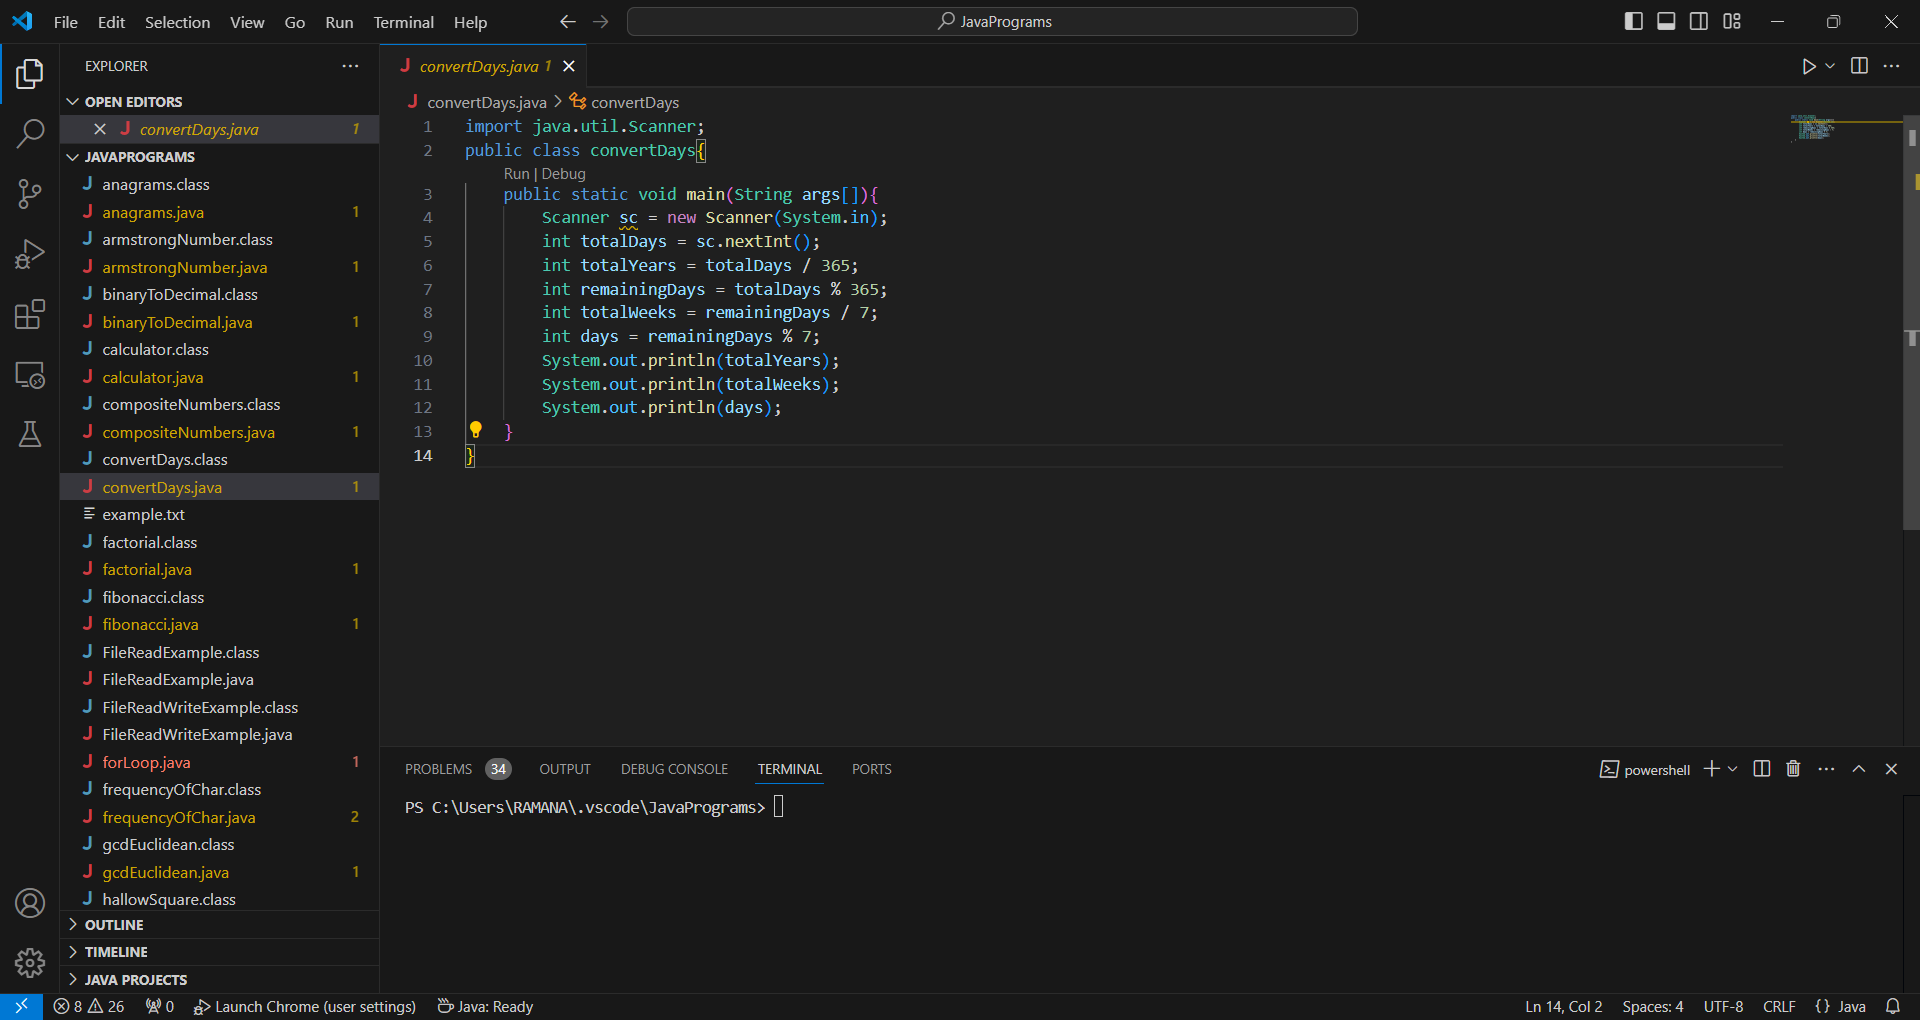 File Edit Selection View Go Run Terminal Help
JavaPrograms
EXPLORER
OPEN EDITORS
convertDays.java 1
JAVAPROGRAMS
anagrams.class
anagrams.java 1
armstrongNumber.class
armstrongNumber.java 1
binaryToDecimal.class
binaryToDecimal.java 1
calculator.class
calculator.java 1
compositeNumbers.class
compositeNumbers.java 1
convertDays.class
convertDays.java 1
example.txt
factorial.class
factorial.java 1
fibonacci.class
fibonacci.java 1
FileReadExample.class
FileReadExample.java
FileReadWriteExample.class
FileReadWriteExample.java
forLoop.java 1
frequencyOfChar.class
frequencyOfChar.java 2
gcdEuclidean.class
gcdEuclidean.java 1
hallowSquare.class
OUTLINE
TIMELINE
JAVA PROJECTS
convertDays.java 1
convertDays.java > convertDays
1 import java.util.Scanner;
2 public class convertDays{
Run | Debug
3 public static void main(String args[]){
4 Scanner sc = new Scanner(System.in);
5 int totalDays = sc.nextInt();
6 int totalYears = totalDays / 365;
7 int remainingDays = totalDays % 365;
8 int totalWeeks = remainingDays / 7;
9 int days = remainingDays % 7;
10 System.out.println(totalYears);
11 System.out.println(totalWeeks);
12 System.out.println(days);
13 }
14 }
PROBLEMS 34 OUTPUT DEBUG CONSOLE TERMINAL PORTS
powershell
PS C:\Users\RAMANA\.vscode\JavaPrograms>
8 26 0 Launch Chrome (user settings) Java: Ready
Ln 14, Col 2 Spaces: 4 UTF-8 CRLF {} Java